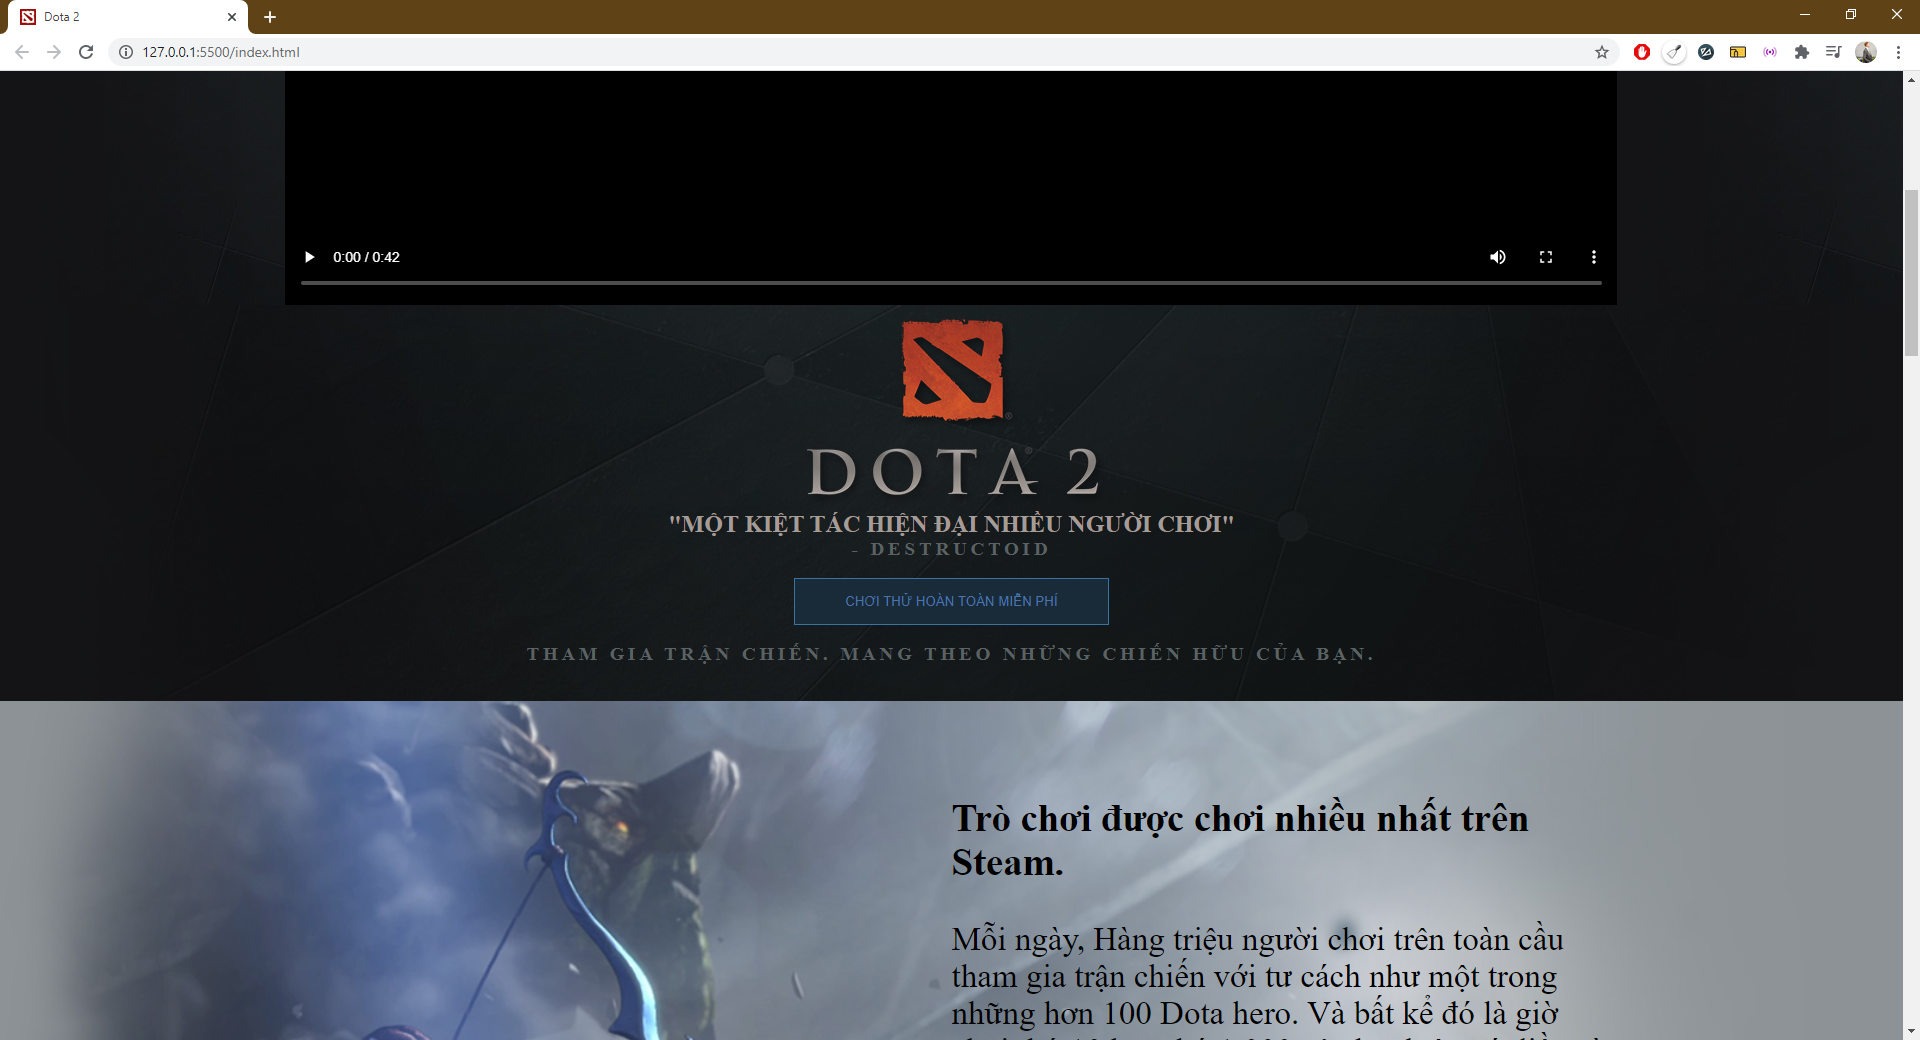 Dota 2
127.0.0.1:5500/index.html
0:00 / 0:42
DOTA 2
"MỘT KIỆT TÁC HIỆN ĐẠI NHIỀU NGƯỜI CHƠI"
- DESTRUCTOID
CHƠI THỬ HOÀN TOÀN MIỄN PHÍ
THAM GIA TRẬN CHIẾN. MANG THEO NHỮNG CHIẾN HỮU CỦA BẠN.
Trò chơi được chơi nhiều nhất trên
Steam.
Mỗi ngày, Hàng triệu người chơi trên toàn cầu
tham gia trận chiến với tư cách như một trong
những hơn 100 Dota hero. Và bất kể đó là giờ